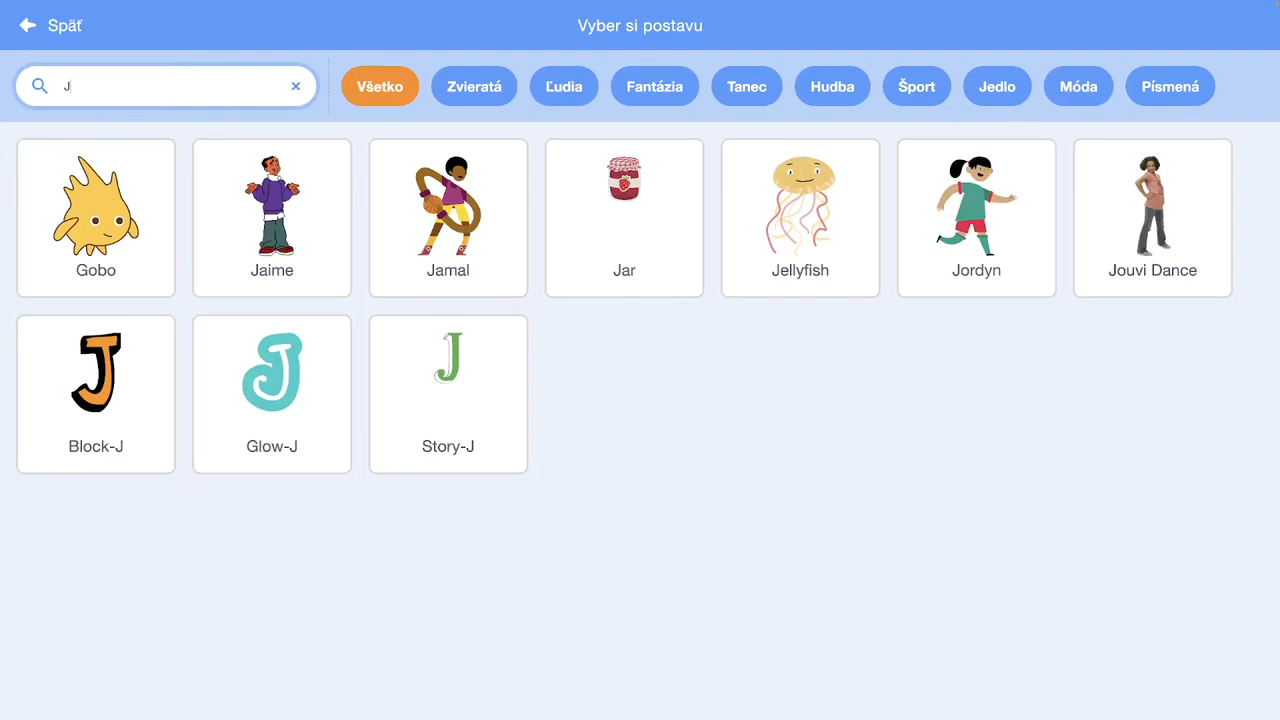 Späť
Vyber si postavu
J
Všetko
Zvieratá
Ľudia
Fantázia
Tanec
Hudba
Šport
Jedlo
Móda
Písmená
Gobo
Jaime
Jamal
Jar
Jellyfish
Jordyn
Jouvi Dance
J
Block-J
J
Glow-J
J
Story-J